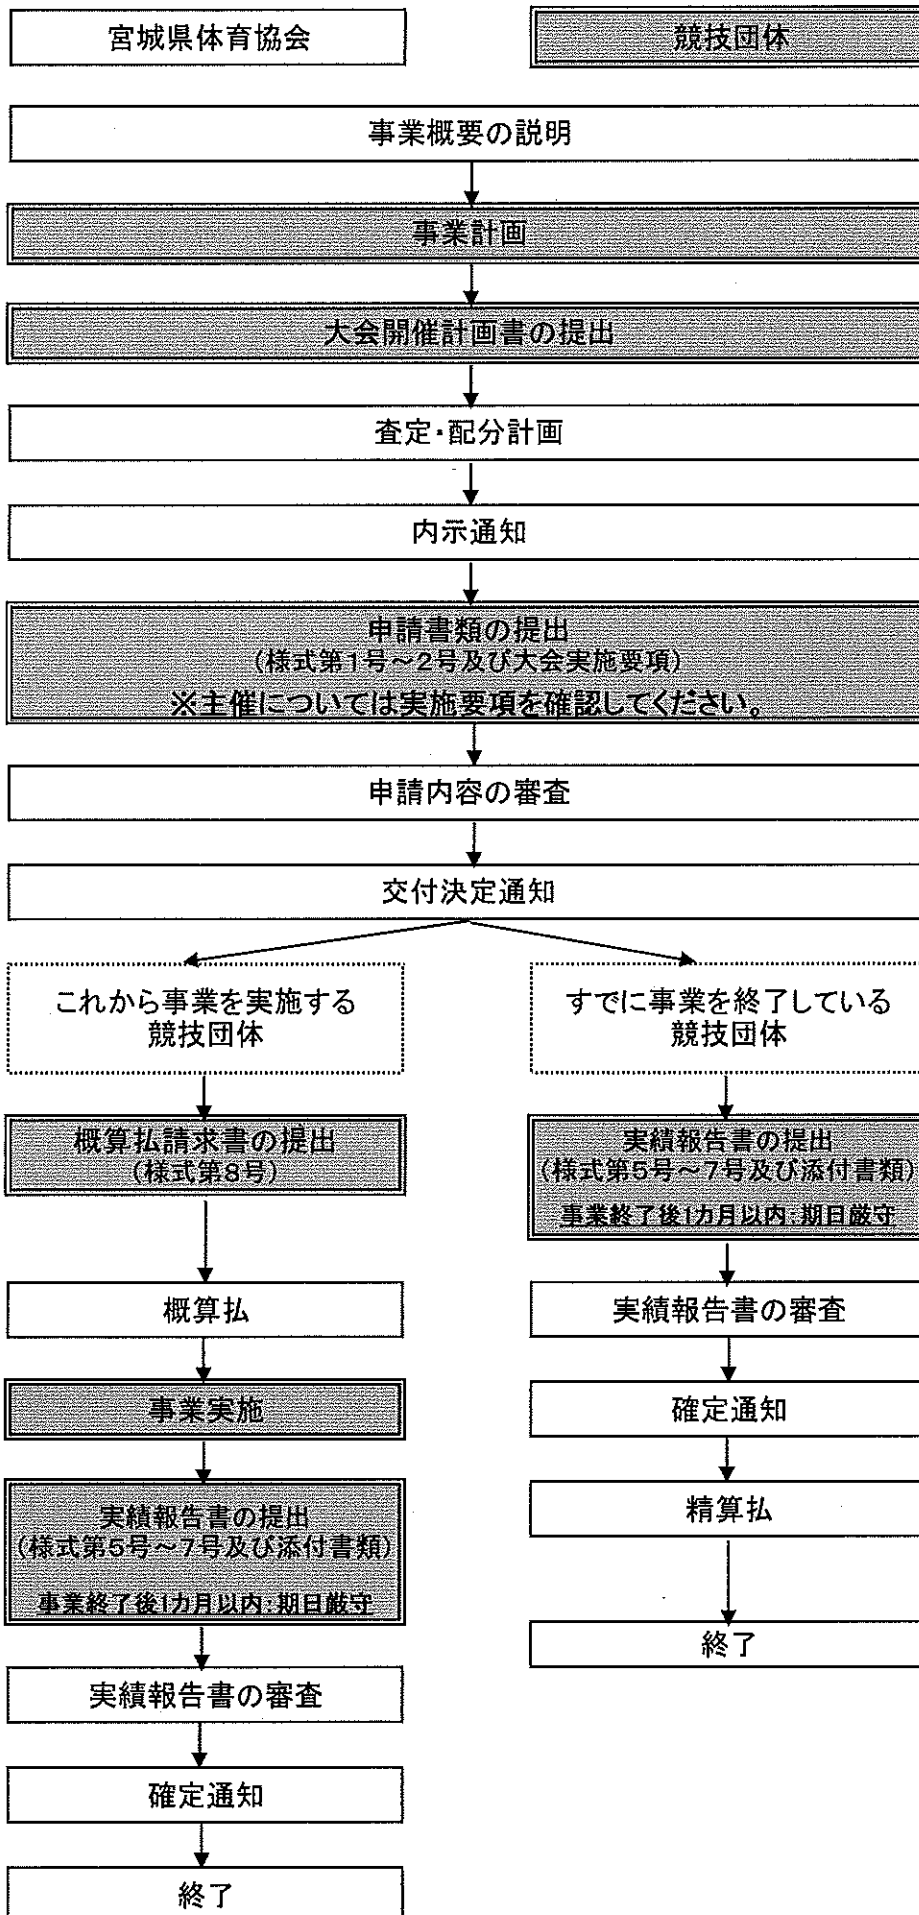 宮城県体育協会
競技団体
事業概要の説明
事業計画
大会開催計画書の提出
査定・配分計画
内示通知
申請書類の提出
(様式第1号～2号及び大会実施要項)
※主催については実施要項を確認してください。
申請内容の審査
交付決定通知
これから事業を実施する
競技団体
概算払請求書の提出
(様式第8号)
概算払
事業実施
実績報告書の提出
(様式第5号～7号及び添付書類)
事業終了後1カ月以内:期日厳守
実績報告書の審査
確定通知
終了
すでに事業を終了している
競技団体
実績報告書の提出
(様式第5号～7号及び添付書類)
事業終了後1カ月以内:期日厳守
実績報告書の審査
確定通知
精算払
終了